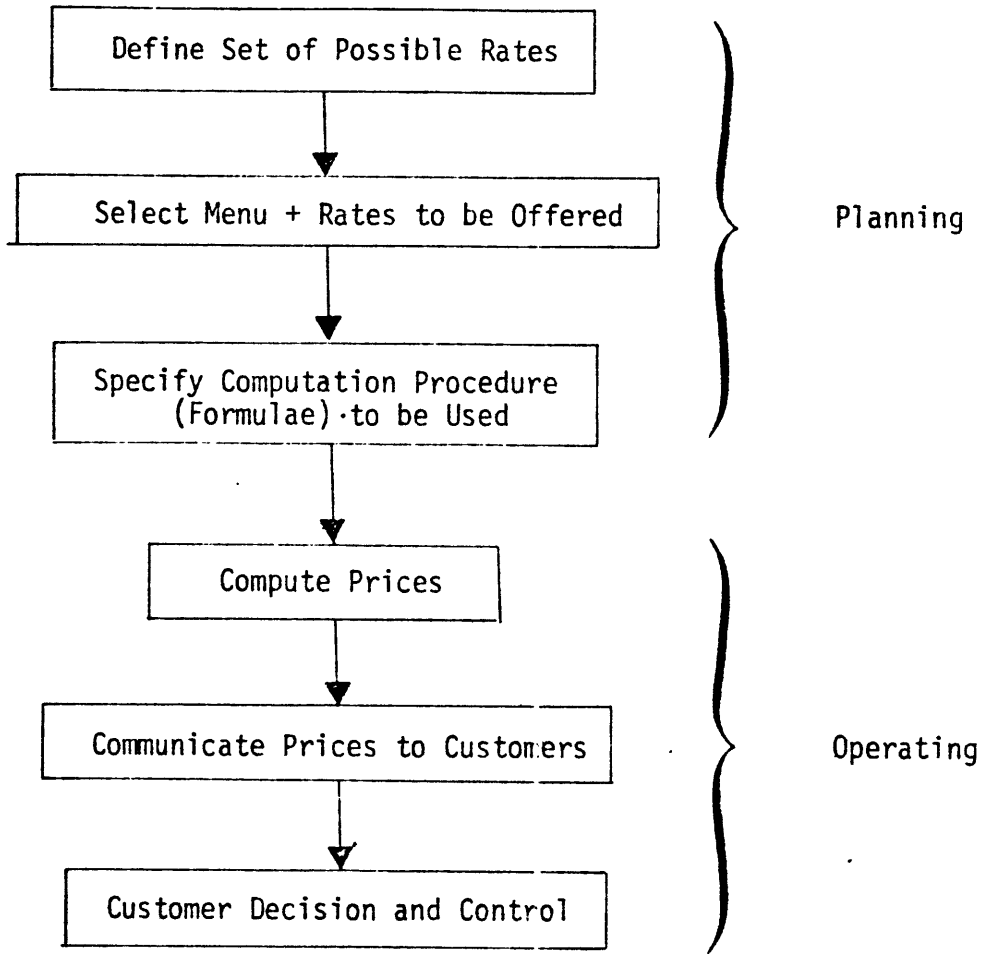 Define Set of Possible Rates
Select Menu + Rates to be Offered
Planning
Specify Computation Procedure
(Formulae) to be Used
Compute Prices
Communicate Prices to Customers
Operating
Customer Decision and Control